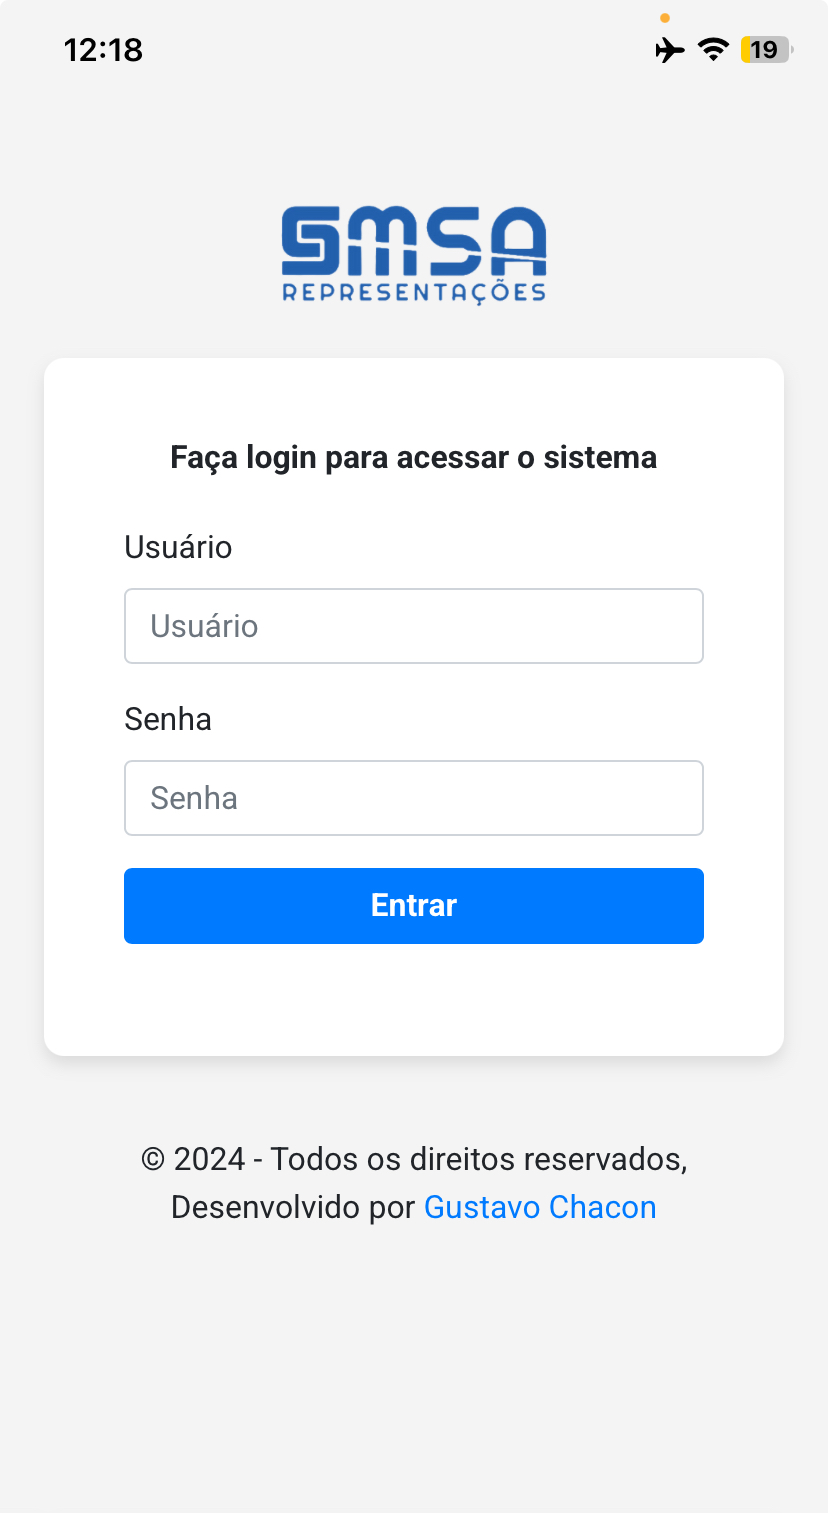 12:18
19
SMSA
REPRESENTAÇÕES
Faça login para acessar o sistema
Usuário
Usuário
Senha
Senha
Entrar
© 2024 - Todos os direitos reservados,
Desenvolvido por Gustavo Chacon